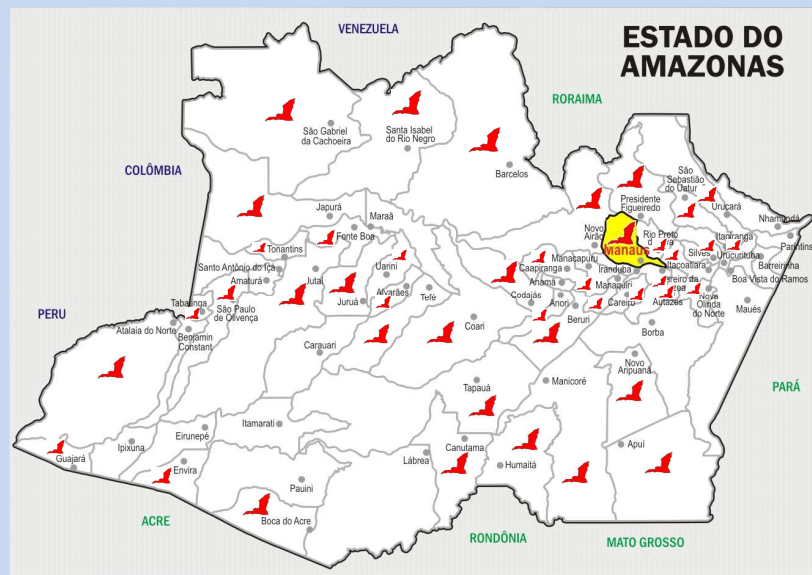 VENEZUELA
ESTADO DO
AMAZONAS
RORAIMA
São Gabriel
da Cachoeira
Santa Isabel
do Rio Negro
COLÔMBIA
Barcelos
São
Sebastião
do Uatur
Presidente
Figueiredo
Urucará
Nhamundá
Japurá
Maraã
Fonte Boa
Novo
Airão
Rio Preto
Manaus
Itapiranga
Parintins
Tonantins
Silves
Urucurituba
Itacoatiara
Barreirinha
Boa Vista do Ramos
Santo Antônio do Içá
Amaturá
Jutaí
Uarini
Alvarães
Juruá
Tefé
Manacapuru
Caapiranga
Iranduba
Anamã
Codajás
Anori
Manaquiri
Careiro
Autazes
Nova
Olinda
do Norte
Maués
Beruri
PERU
Tabatinga
São Paulo
de Olivença
Atalaia do Norte
Benjamin
Constant
Coari
Borba
Carauari
Novo
Aripuanã
Tapauá
Manicoré
PARÁ
Itamarati
Eirunepé
Ipixuna
Guajará
Envira
Canutama
Lábrea
Humaitá
Apuí
Pauini
Boca do Acre
ACRE
RONDÔNIA
MATO GROSSO